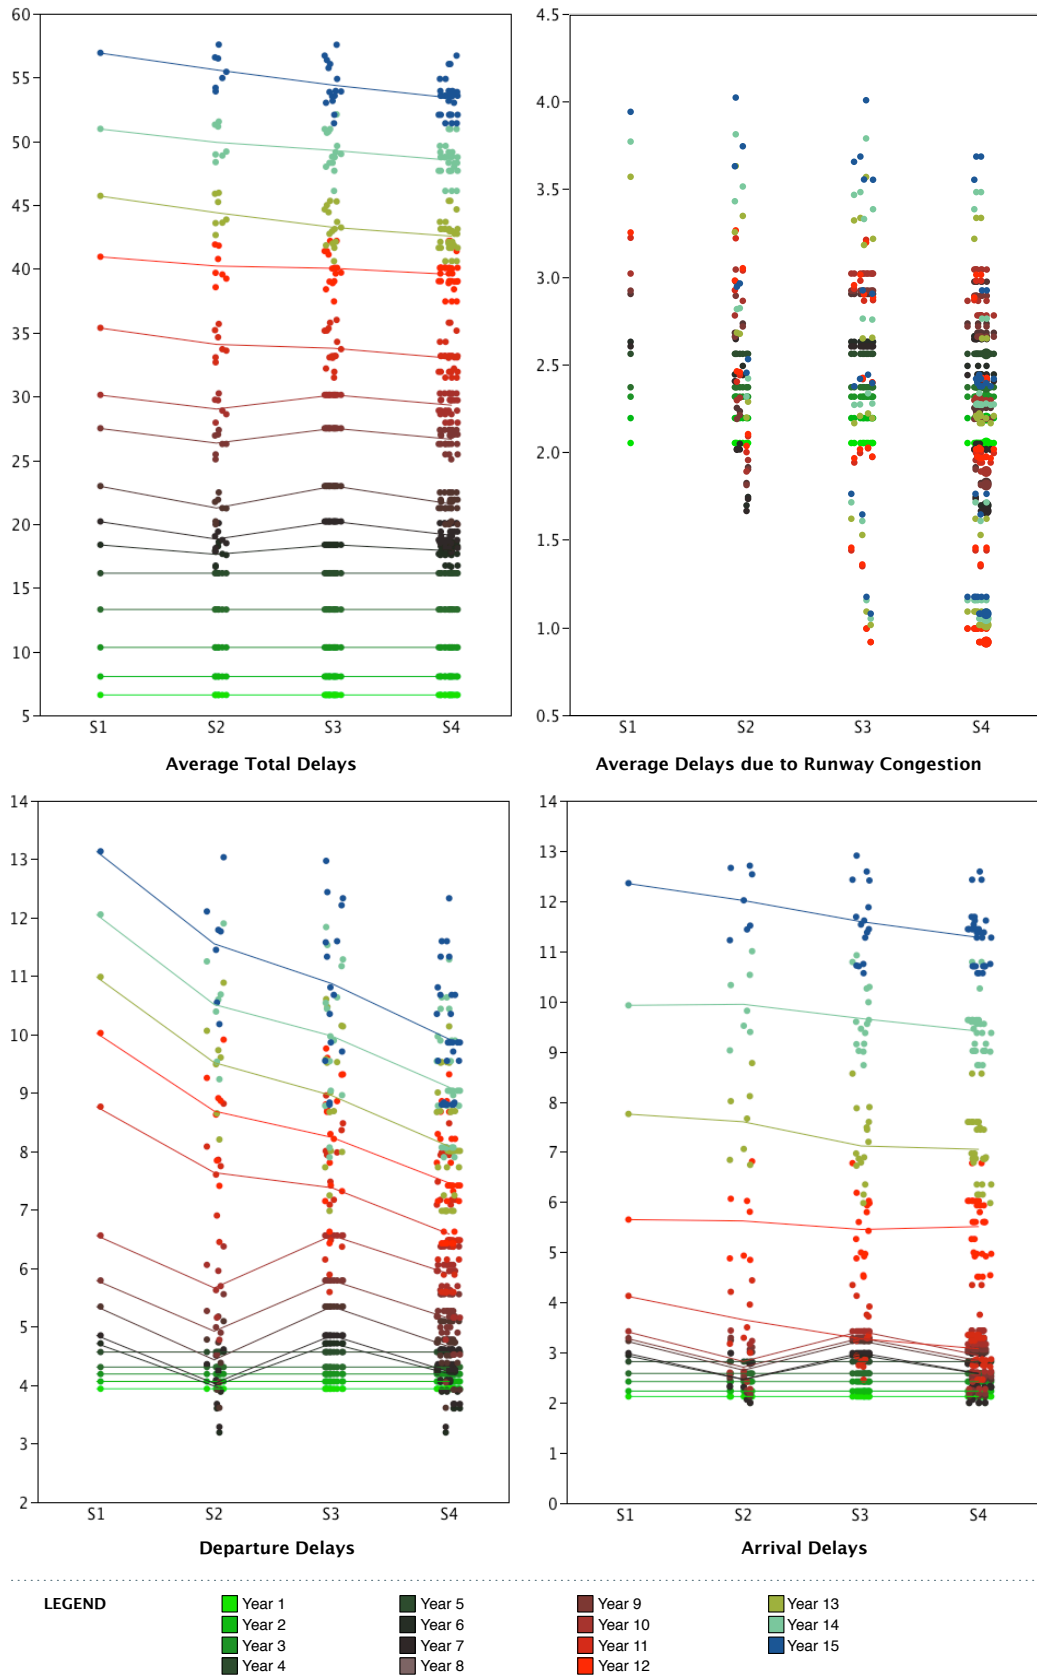 60
55
50
45
40
35
30
25
20
15
10
5
S1 S2 S3 S4
Average Total Delays
4.5
4.0
3.5
3.0
2.5
2.0
1.5
1.0
0.5
S1 S2 S3 S4
Average Delays due to Runway Congestion
14
13
12
11
10
9
8
7
6
5
4
3
2
S1 S2 S3 S4
Departure Delays
14
13
12
11
10
9
8
7
6
5
4
3
2
1
0
S1 S2 S3 S4
Arrival Delays
LEGEND
Year 1
Year 2
Year 3
Year 4
Year 5
Year 6
Year 7
Year 8
Year 9
Year 10
Year 11
Year 12
Year 13
Year 14
Year 15